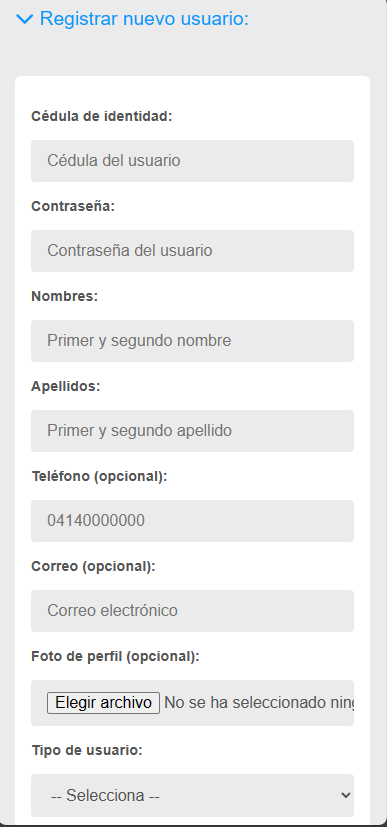 Registrar nuevo usuario:
Cédula de identidad:
Cédula del usuario
Contraseña:
Contraseña del usuario
Nombres:
Primer y segundo nombre
Apellidos:
Primer y segundo apellido
Teléfono (opcional):
04140000000
Correo (opcional):
Correo electrónico
Foto de perfil (opcional):
Elegir archivo No se ha seleccionado
Tipo de usuario:
-- Selecciona --